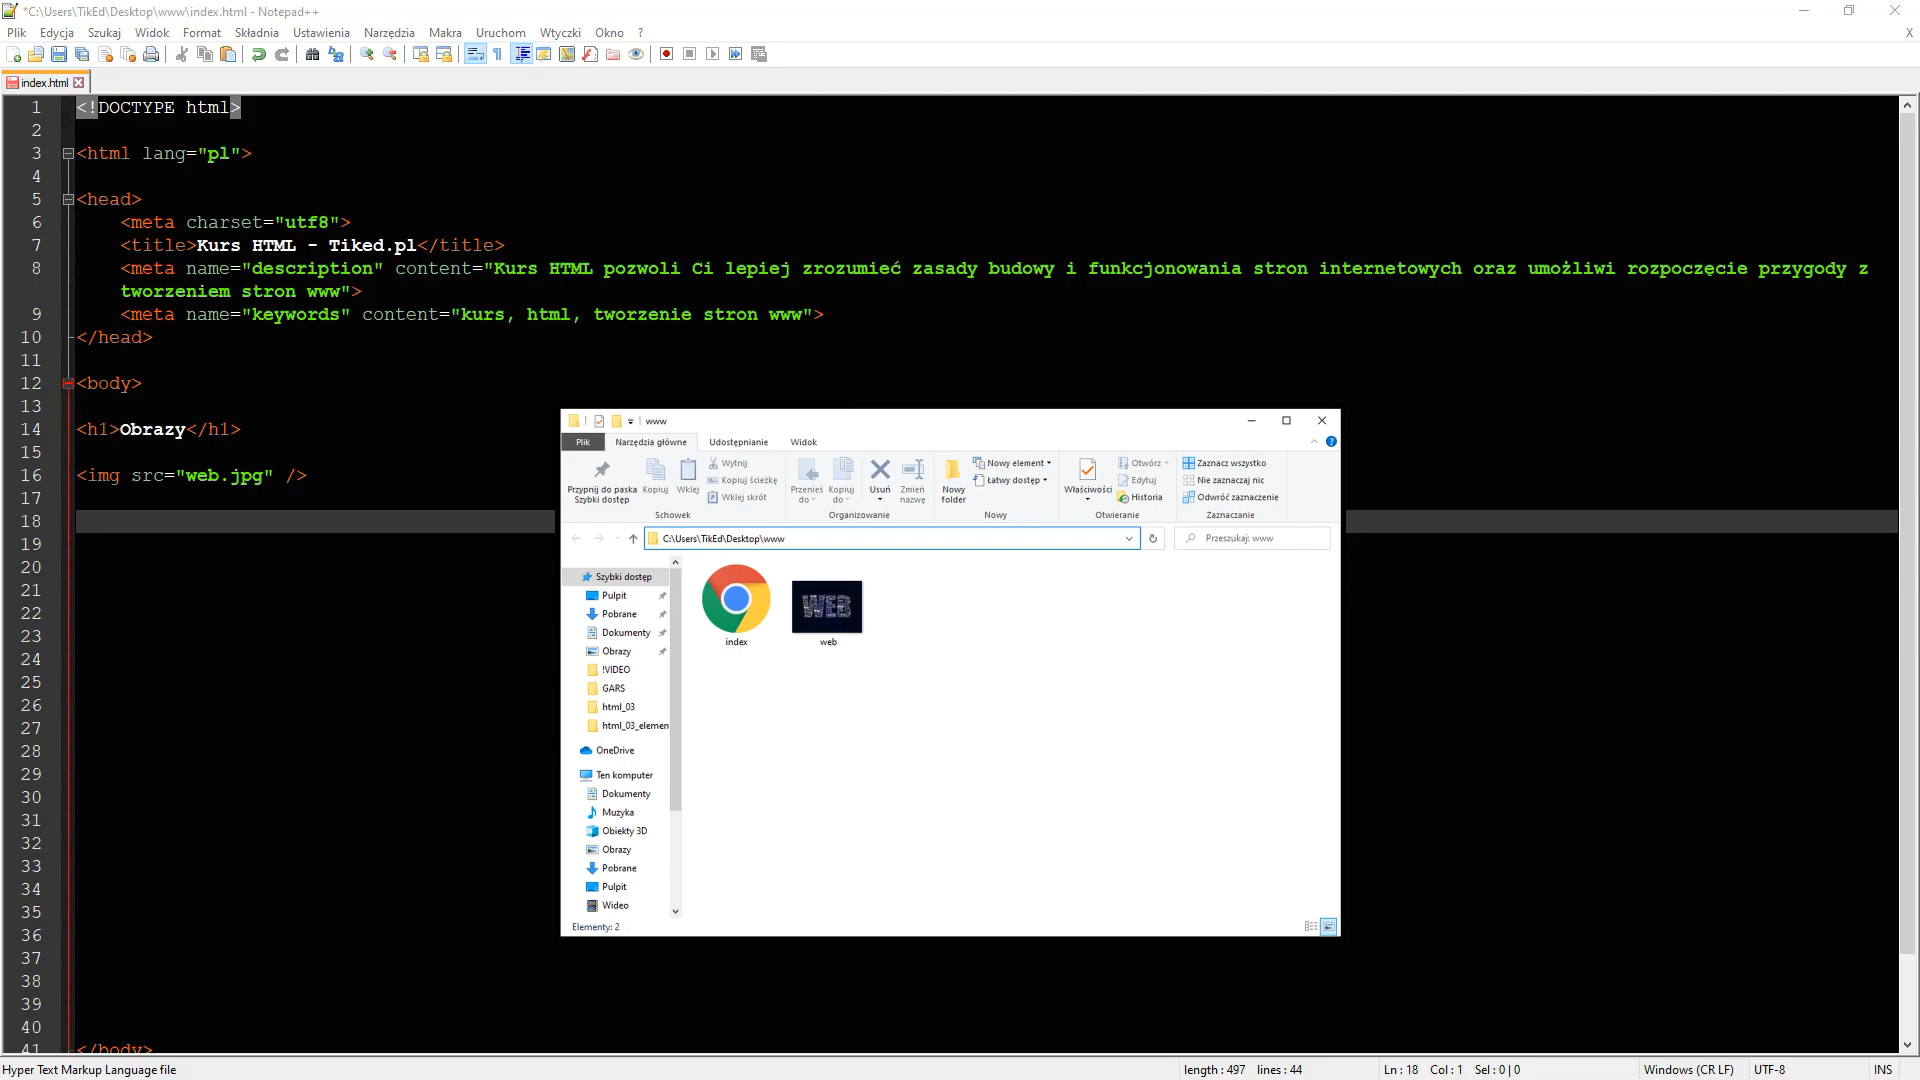 *C:\Users\TikEd\Desktop\www\index.html - Notepad++
Plik Edycja Szukaj Widok Format Składnia Ustawienia Narzędzia Makra Uruchom Wtyczki Okno ? X
index.html
1 <!DOCTYPE html>
2
3 <html lang="pl">
4
5 <head>
6 <meta charset="utf8">
7 <title>Kurs HTML - Tiked.pl</title>
8 <meta name="description" content="Kurs HTML pozwoli Ci lepiej zrozumieć zasady budowy i funkcjonowania stron internetowych oraz umożliwi rozpoczęcie przygody z
tworzeniem stron www">
9 <meta name="keywords" content="kurs, html, tworzenie stron www">
10 </head>
11
12 <body>
13
14 <h1>Obrazy</h1>
15
16 <img src="web.jpg" />
17
18
19
20
21
22
23
24
25
26
27
28
29
30
31
32
33
34
35
36
37
38
39
40
41 </body>
www
Plik Narzędzia główne Udostępnianie Widok
Przypnij do paska
Szybki dostęp
Kopiuj
Wklej
Wytnij
Kopiuj ścieżkę
Wklej skrót
Schowek
Przenieś
do
Kopiuj
do
Usuń
Zmień
nazwę
Organizowanie
Nowy
folder
Nowy element
Łatwy dostęp
Nowy
Właściwości
Otwórz
Edytuj
Historia
Otwieranie
Zaznacz wszystko
Nie zaznaczaj nic
Odwróć zaznaczenie
Zaznaczanie
C:\Users\TikEd\Desktop\www
Przeszukaj: www
Szybki dostęp
Pulpit
Pobrane
Dokumenty
Obrazy
!VIDEO
GARS
html_03
html_03_elemen
OneDrive
Ten komputer
Dokumenty
Muzyka
Obiekty 3D
Obrazy
Pobrane
Pulpit
Wideo
WEB
index
web
Elementy: 2
Hyper Text Markup Language file length : 497 lines : 44 Ln : 18 Col : 1 Sel : 0 | 0 Windows (CR LF) UTF-8 INS